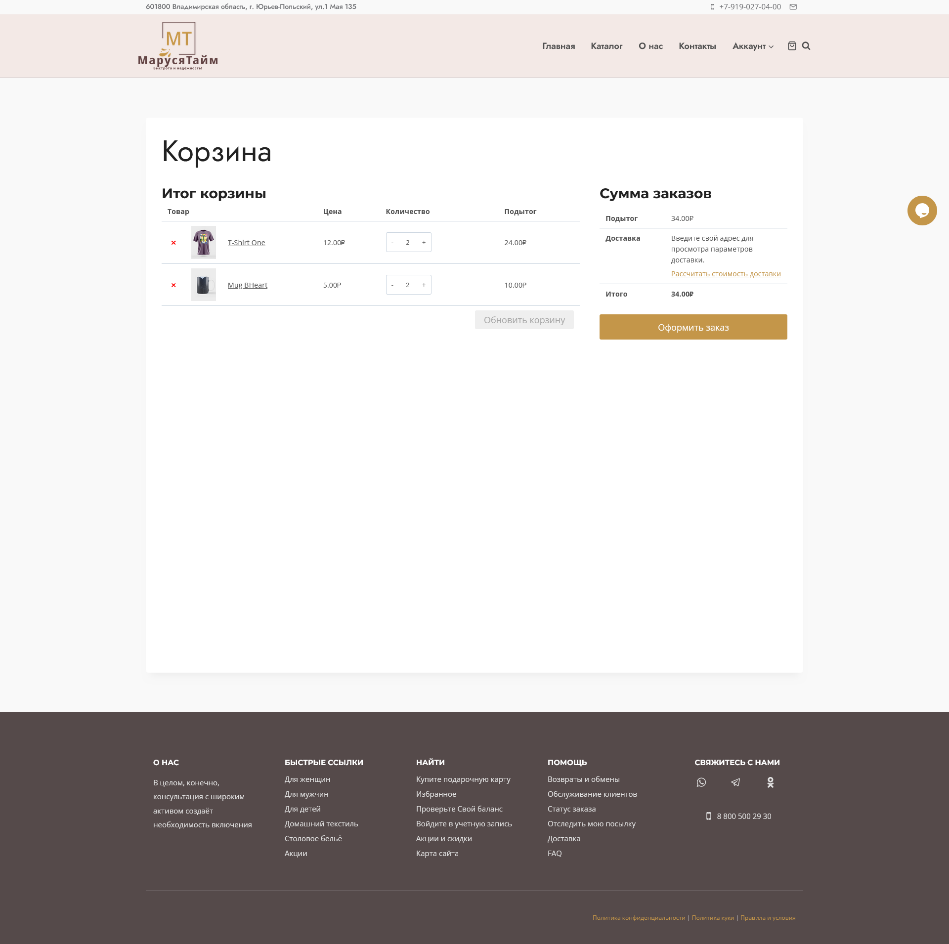 601800 Владимирская область, г. Юрьев-Польский, ул.1 Мая 135
+7-919-027-04-00
МТ
МарусяТайм
Главная
Каталог
О нас
Контакты
Аккаунт
Корзина
Итог корзины
Товар Цена Количество Подытог
× T-Shirt One 12.00₽ - 2 + 24.00₽
× Mug BHeart 5.00₽ - 2 + 10.00₽
Обновить корзину
Сумма заказов
Подытог 34.00₽
Доставка Введите свой адрес для
просмотра параметров
доставки.
Рассчитать стоимость доставки
Итого 34.00₽
Оформить заказ
О НАС
В целом, конечно,
консультация с широким
активом создаёт
необходимость включения
БЫСТРЫЕ ССЫЛКИ
Для женщин
Для мужчин
Для детей
Домашний текстиль
Столовое бельё
Акции
НАЙТИ
Купите подарочную карту
Избранное
Проверьте Свой баланс
Войдите в учетную запись
Акции и скидки
Карта сайта
ПОМОЩЬ
Возвраты и обмены
Обслуживание клиентов
Статус заказа
Отследить мою посылку
Доставка
FAQ
СВЯЖИТЕСЬ С НАМИ
8 800 500 29 30
Политика конфиденциальности | Политика куки | Правила и условия